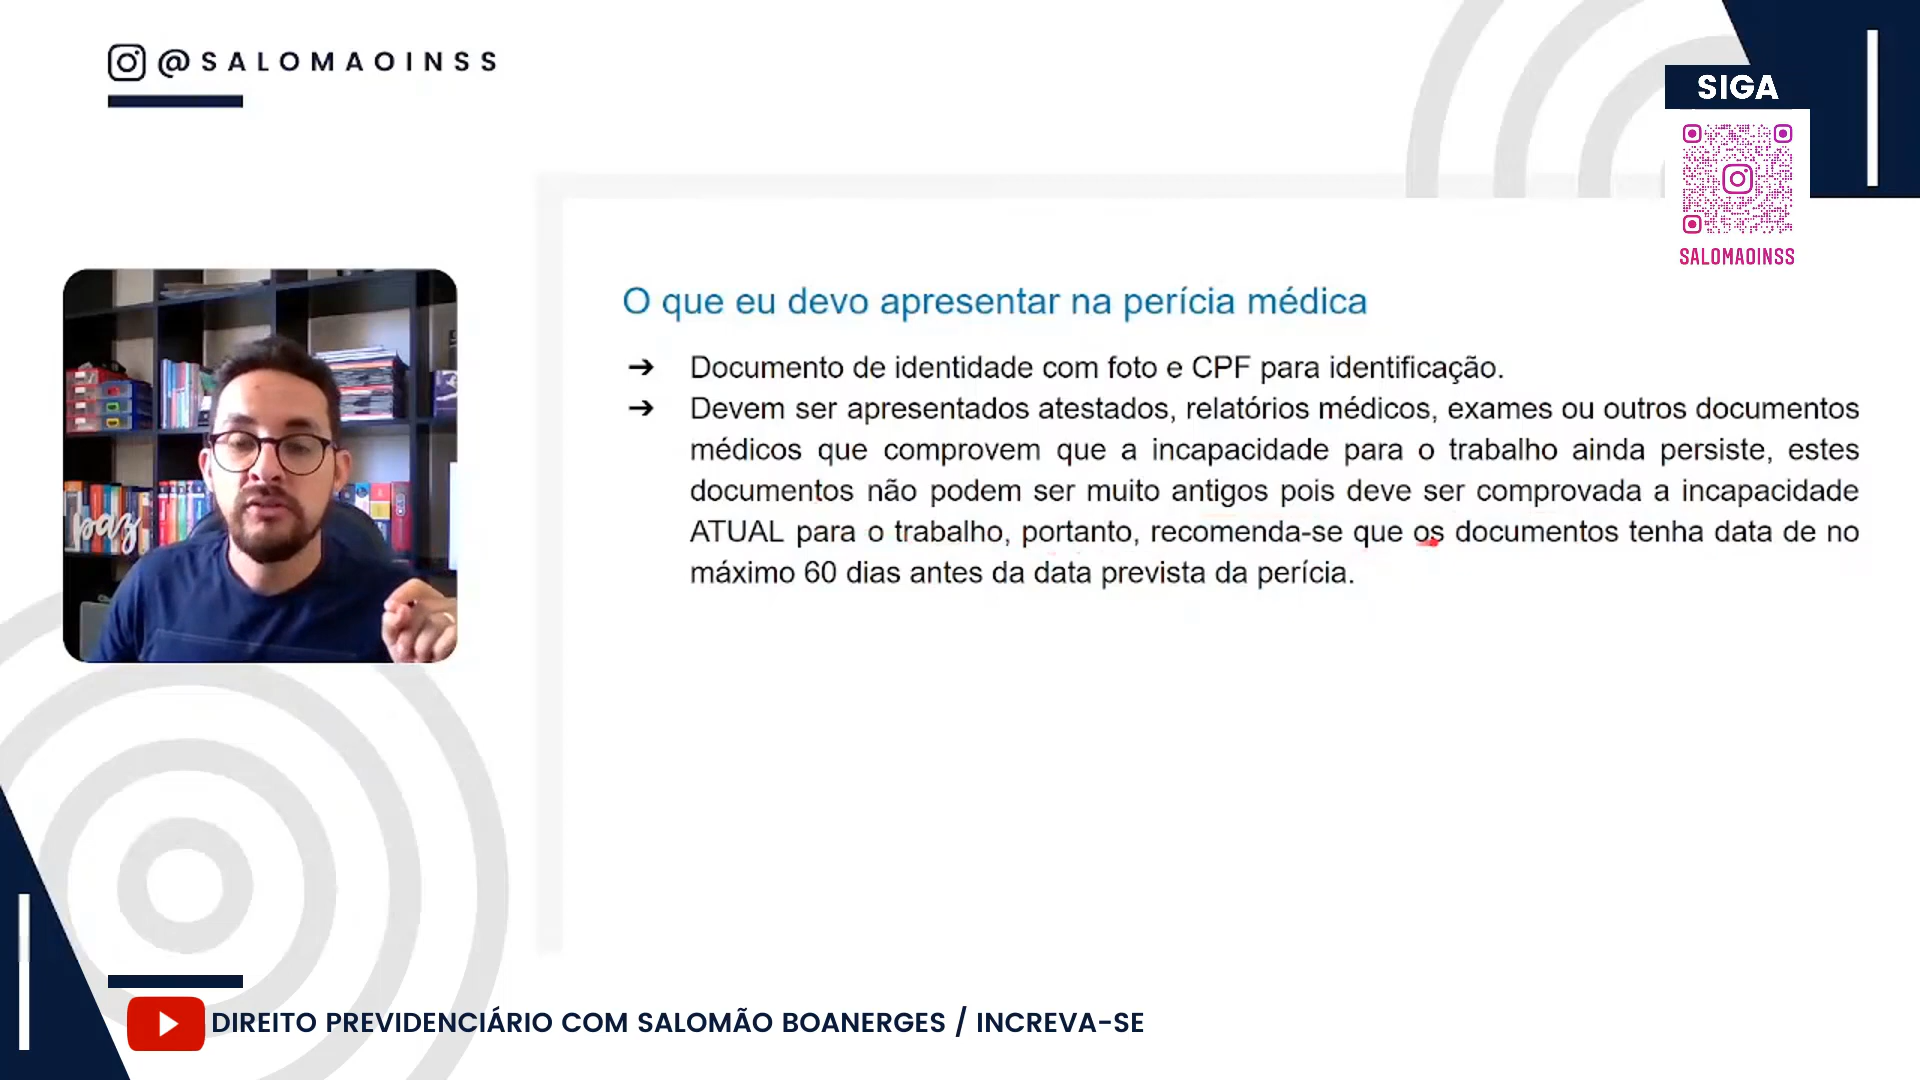 @SALOMAOINSS
SIGA
SALOMAOINSS
O que eu devo apresentar na perícia médica
➔ Documento de identidade com foto e CPF para identificação.
➔ Devem ser apresentados atestados, relatórios médicos, exames ou outros documentos
médicos que comprovem que a incapacidade para o trabalho ainda persiste, estes
documentos não podem ser muito antigos pois deve ser comprovada a incapacidade
ATUAL para o trabalho, portanto, recomenda-se que os documentos tenha data de no
máximo 60 dias antes da data prevista da perícia.
paz
DIREITO PREVIDENCIÁRIO COM SALOMÃO BOANERGES / INCREVA-SE